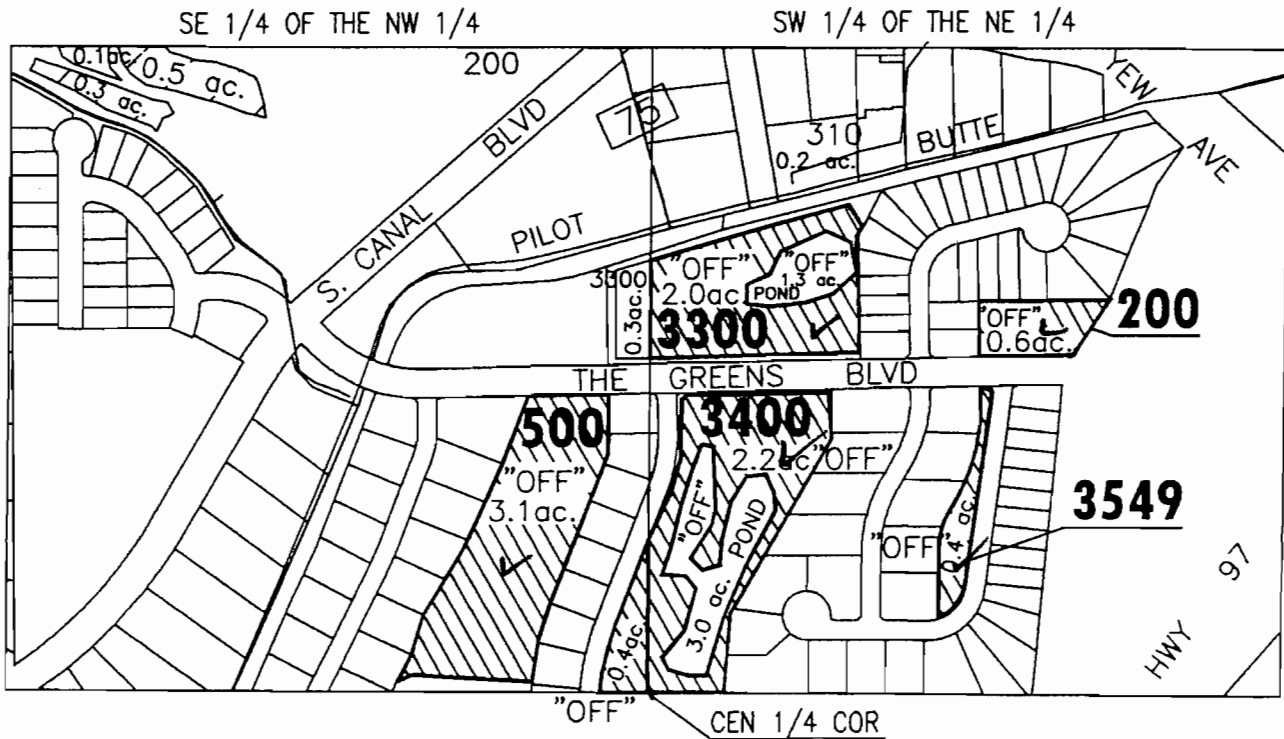 SE 1/4 OF THE NW 1/4
SW 1/4 OF THE NE 1/4
0.5 ac.
0.3 ac.
200
S. CANAL BLVD
75
310
0.2 ac.
PILOT BUTTE
YEW AVE
3300
0.3ac.
"OFF"
2.0ac.
3300
"OFF"
1.3 ac.
POND
"OFF"
0.6ac.
200
THE GREENS BLVD
500
"OFF"
3.1ac.
3400
2.2ac "OFF"
"OFF"
POND
3.0 ac.
0.4ac.
"OFF"
"OFF"
0.4 ac.
3549
HWY 97
CEN 1/4 COR